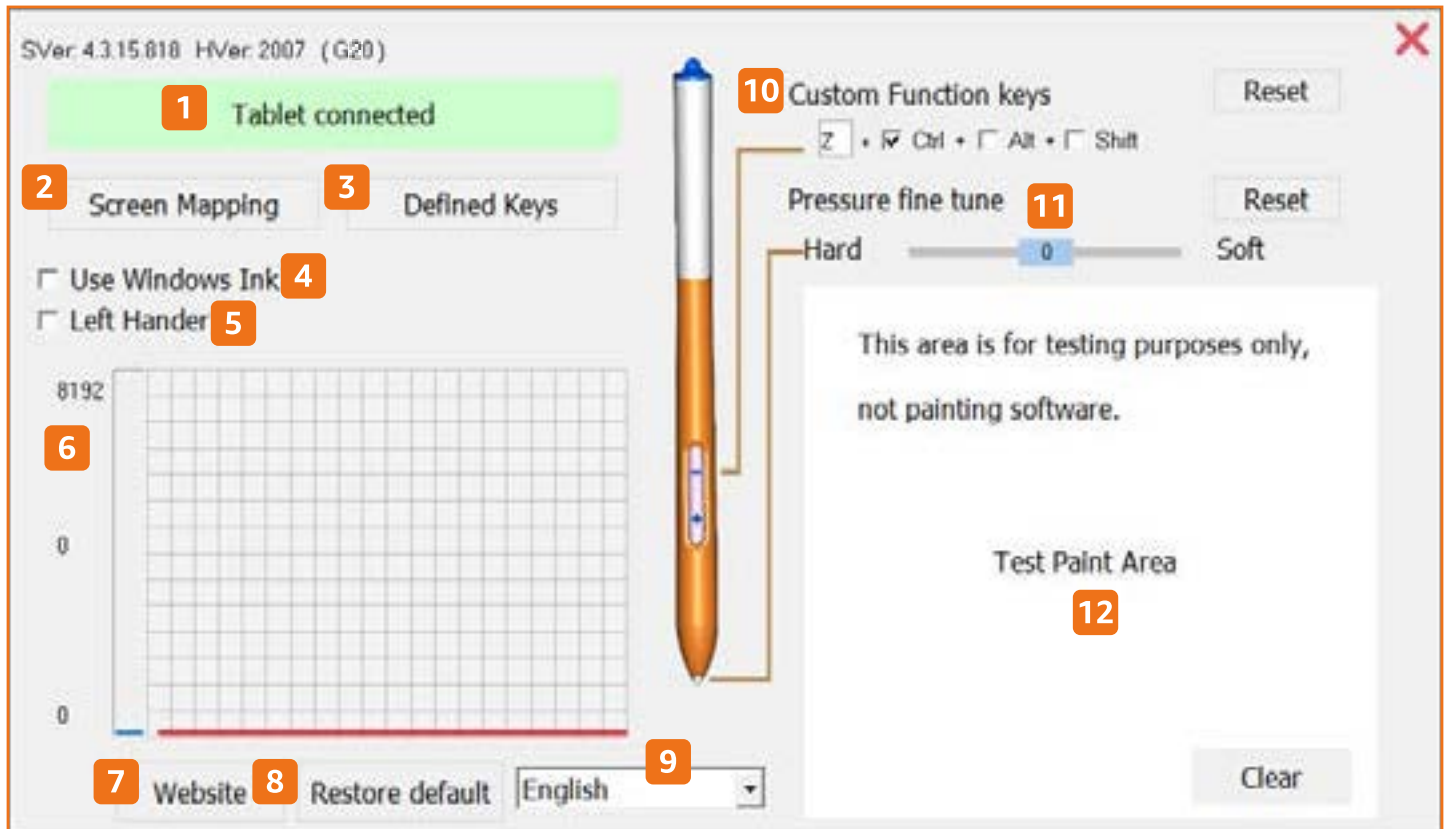 SVer: 4.3.15.818 HVer: 2007 (G20)
1 Tablet connected
2 Screen Mapping
3 Defined Keys
Use Windows Ink 4
Left Hander 5
8192
6
0
0
7 Website
8 Restore default
English 9
10 Custom Function keys Reset
Z + Ctrl + Alt + Shift
Pressure fine tune 11 Reset
Hard 0 Soft
This area is for testing purposes only,
not painting software.
Test Paint Area
12
Clear